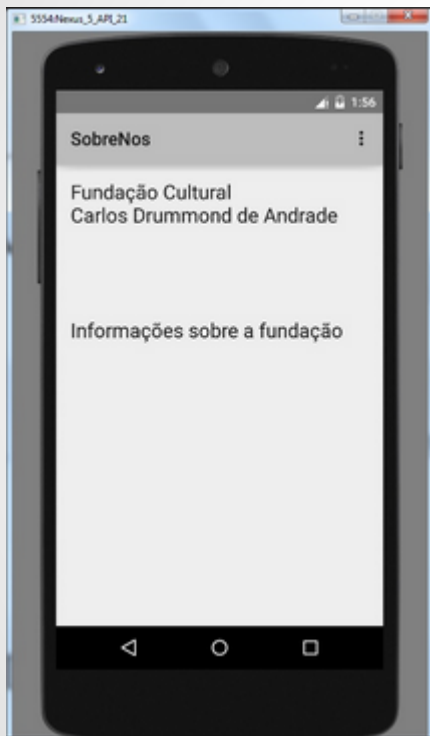 5554:Nexus_5_API_21
1:56
SobreNos
Fundação Cultural
Carlos Drummond de Andrade
Informações sobre a fundação